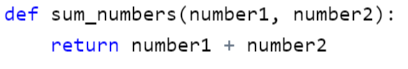 def sum_numbers(number1, number2):
    return number1 + number2